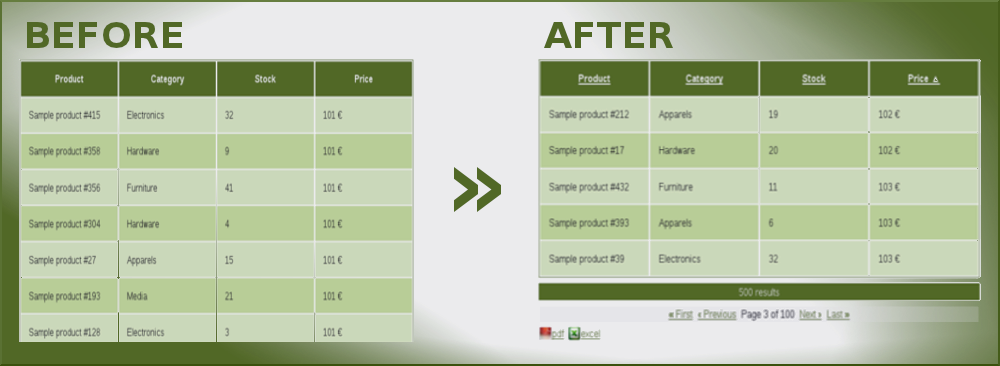 BEFORE
Product Category Stock Price
Sample product #415 Electronics 32 101 €
Sample product #358 Hardware 9 101 €
Sample product #356 Furniture 41 101 €
Sample product #304 Hardware 4 101 €
Sample product #27 Apparels 15 101 €
Sample product #193 Media 21 101 €
Sample product #128 Electronics 3 101 €
»
AFTER
Product Category Stock Price ▵
Sample product #212 Apparels 19 102 €
Sample product #17 Hardware 20 102 €
Sample product #432 Furniture 11 103 €
Sample product #393 Apparels 6 103 €
Sample product #39 Electronics 32 103 €
500 results
« First ‹ Previous Page 3 of 100 Next › Last »
pdf excel